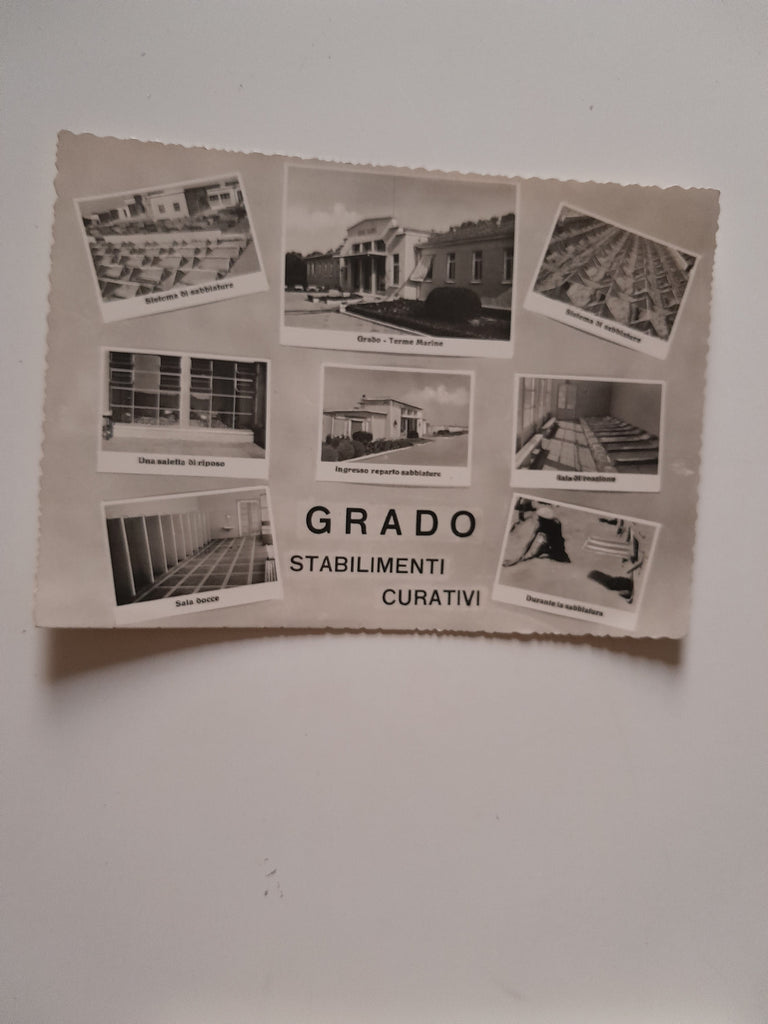 Sistema di sabbiature
Grado - Terme Marine
Sistema di sabbiature
Una saletta di riposo
Ingresso reparto sabbiature
Sala di reazione
Sala docce
GRADO
STABILIMENTI
CURATIVI
Durante la sabbiatura